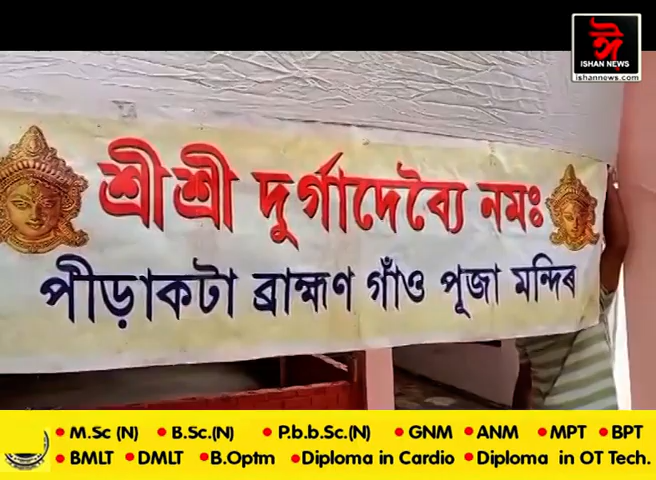 ঈ
ISHAN NEWS
ishannews.com
শ্রীশ্রী দুর্গাদেব্যৈ নমঃ
পীড়াকটা ব্ৰাহ্মণ গাঁও পূজা মন্দিৰ
• M.Sc (N) • B.Sc.(N) • P.b.b.Sc.(N) • GNM • ANM • MPT • BPT
• BMLT • DMLT • B.Optm • Diploma in Cardio • Diploma in OT Tech.